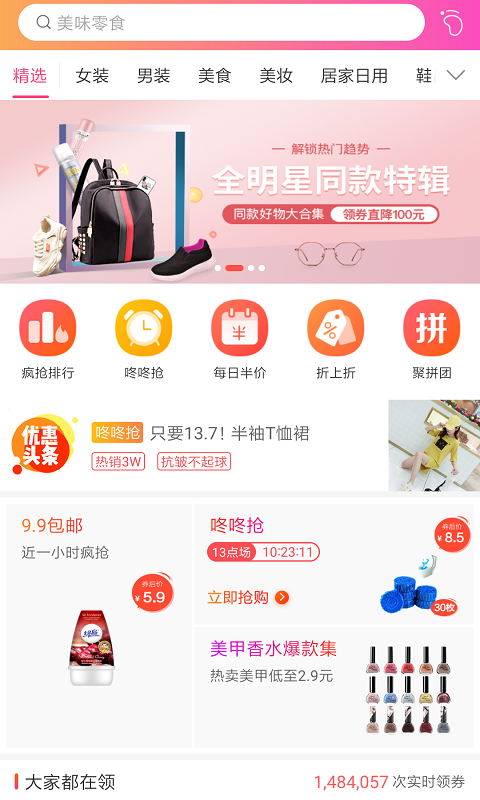 美味零食
精选 女装 男装 美食 美妆 居家日用 鞋
解锁热门趋势
全明星同款特辑
同款好物大合集 领券直降100元
疯抢排行 咚咚抢 每日半价 折上折 聚拼团
半
拼
优惠
头条
咚咚抢 只要13.7! 半袖T恤裙
热销3W 抗皱不起球
9.9包邮
近一小时疯抢
券后价
¥5.9
咚咚抢
13点场 10:23:11
立即抢购
券后价
¥8.5
30枚
美甲香水爆款集
热卖美甲低至2.9元
大家都在领
1,484,057 次实时领券